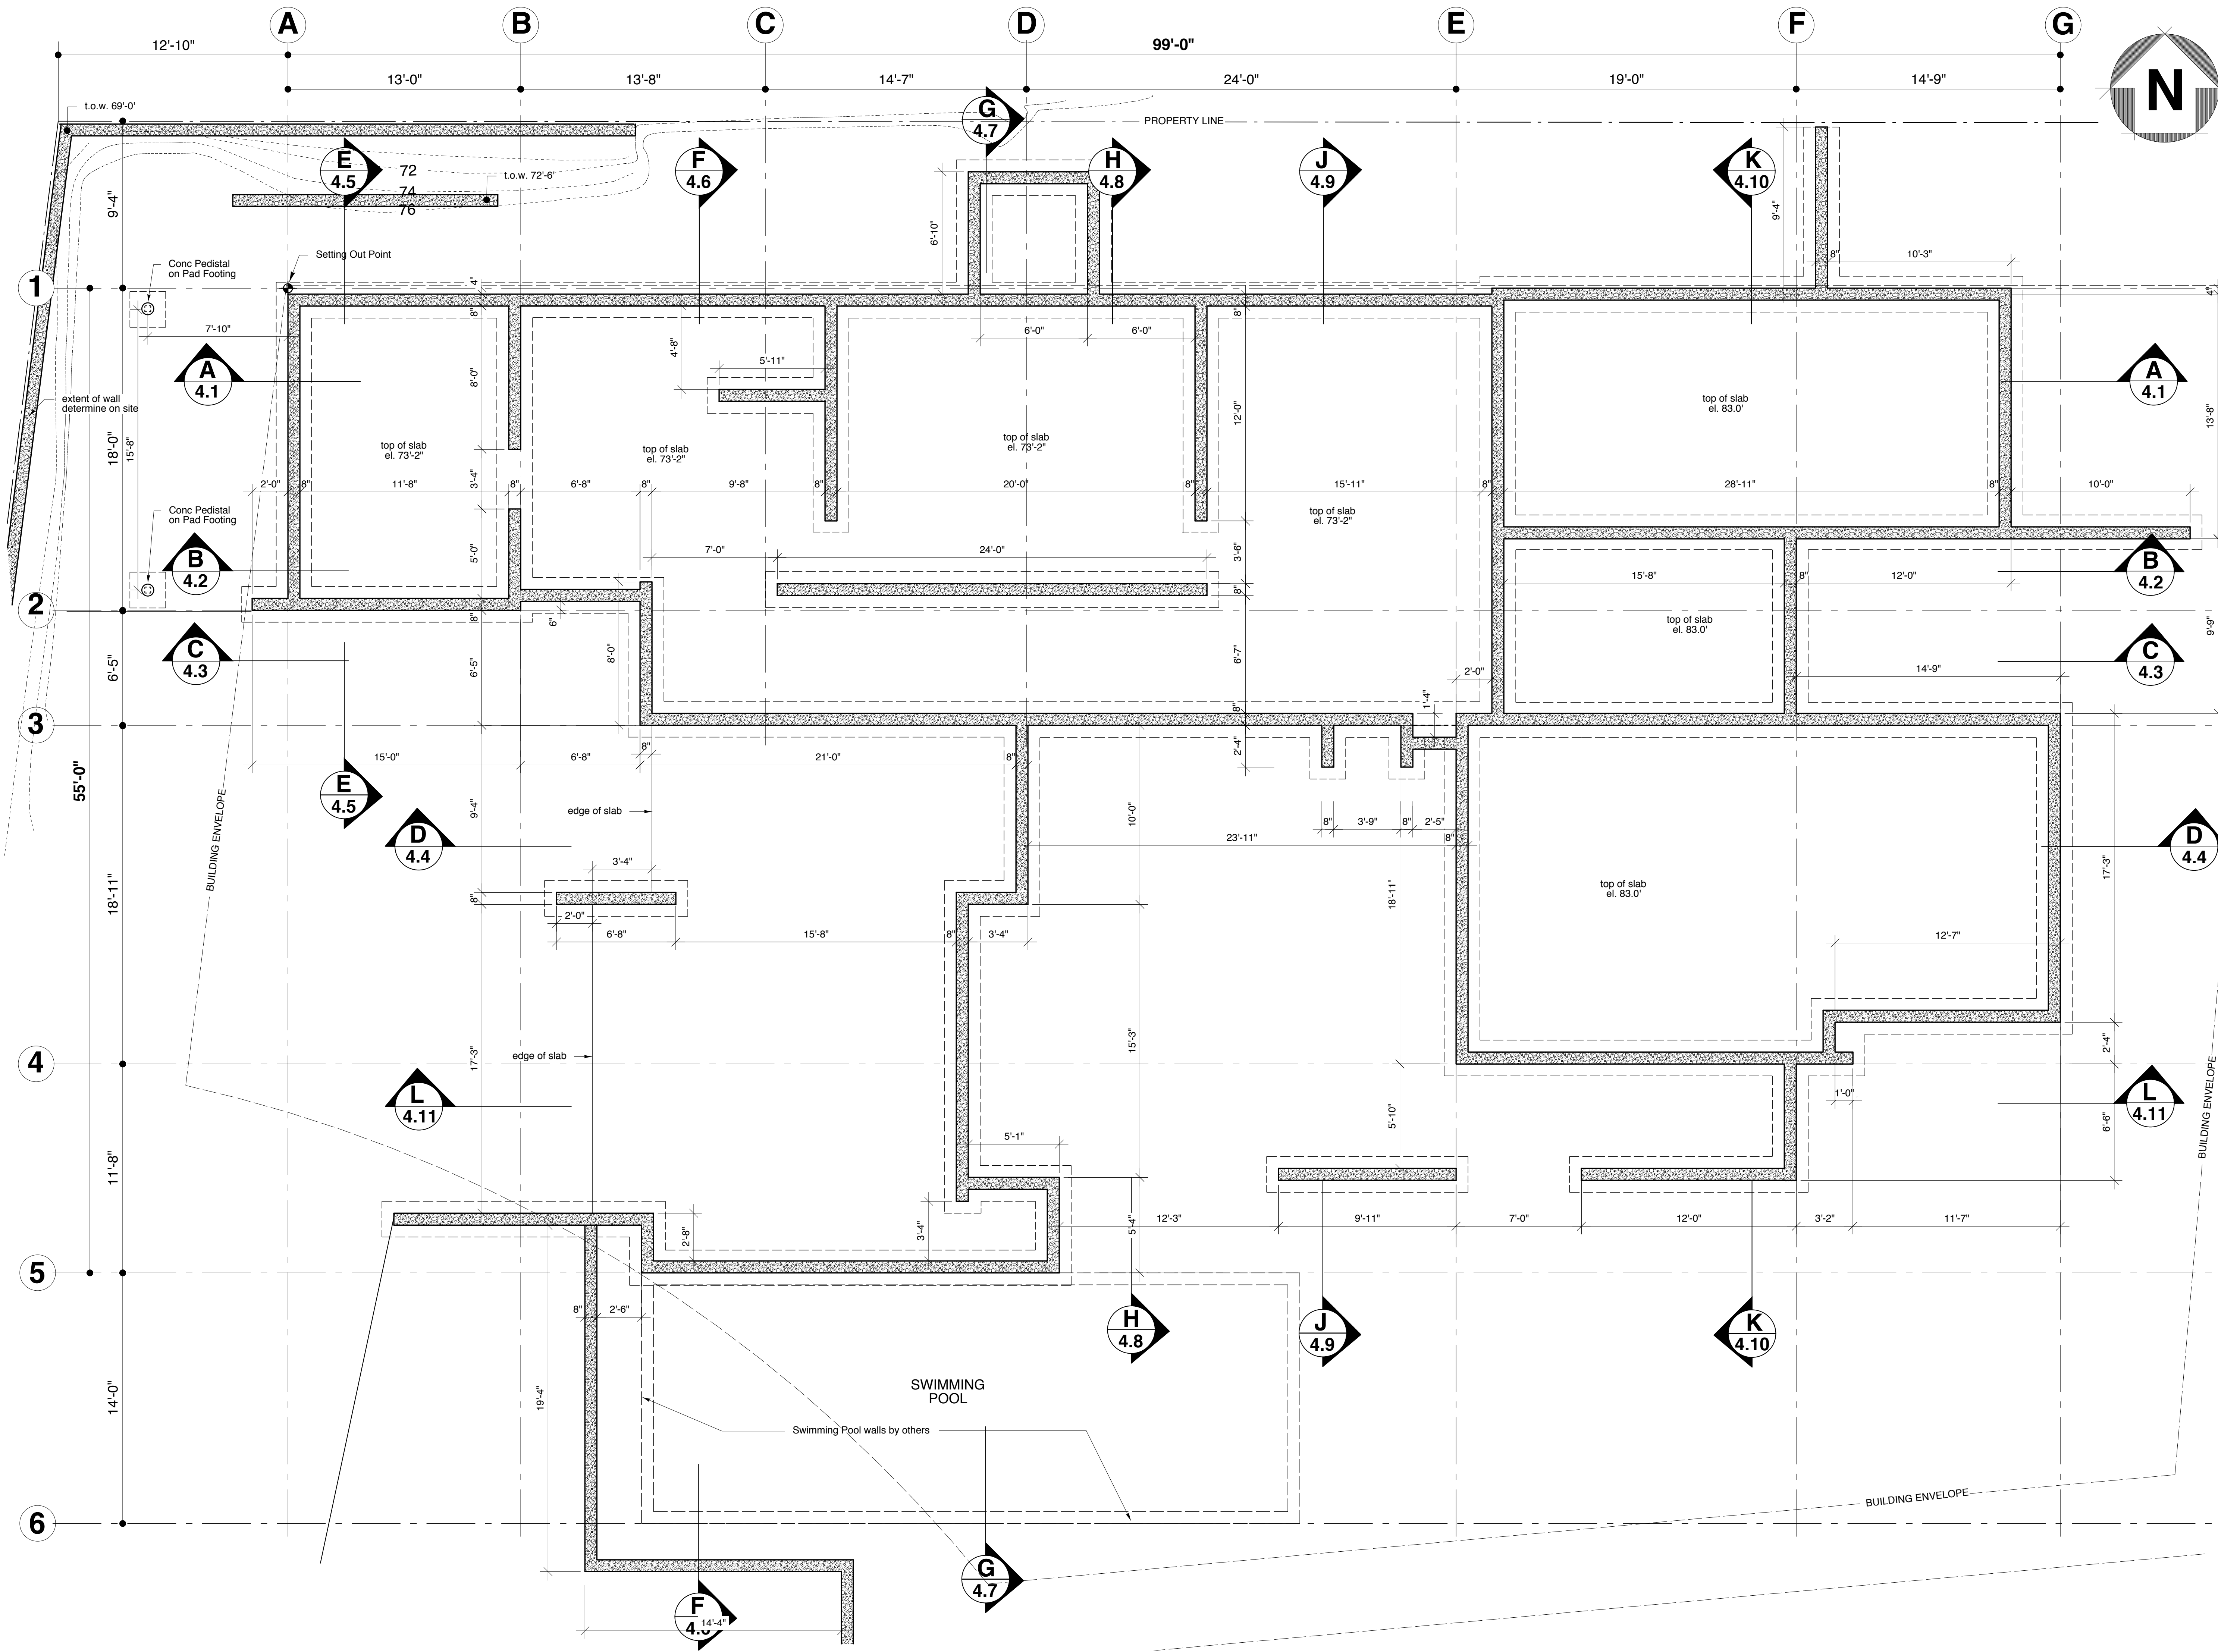 A
B
C
D
E
F
G
N
12'-10"
99'-0"
13'-0"
13'-8"
14'-7"
24'-0"
19'-0"
14'-9"
t.o.w. 69'-0'
PROPERTY LINE
G
4.7
E
4.5
72
74
76
t.o.w. 72'-6'
F
4.6
H
4.8
J
4.9
K
4.10
9'-4"
6'-10"
9'-4"
Conc Pedistal
on Pad Footing
Setting Out Point
8"
10'-3"
1
4"
4"
7'-10"
8"
8"
6'-0"
6'-0"
4'-8"
5'-11"
A
4.1
A
4.1
8'-0"
extent of wall
determine on site
top of slab
el. 83.0'
12'-0"
13'-8"
18'-0"
15'-8"
top of slab
el. 73'-2"
top of slab
el. 73'-2"
top of slab
el. 73'-2"
3'-4"
2'-0"
8"
11'-8"
8"
6'-8"
8"
9'-8"
8"
20'-0"
8"
15'-11"
8"
28'-11"
8"
10'-0"
Conc Pedistal
on Pad Footing
top of slab
el. 73'-2"
B
4.2
5'-0"
7'-0"
24'-0"
3'-6"
B
4.2
15'-8"
8"
12'-0"
8"
2
8"
6"
top of slab
el. 83.0'
9'-9"
C
4.3
6'-5"
6'-5"
8'-0"
6'-7"
2'-0"
14'-9"
C
4.3
1'-4"
8"
3
8"
2'-4"
15'-0"
6'-8"
21'-0"
8"
55'-0"
E
4.5
BUILDING ENVELOPE
9'-4"
edge of slab
10'-0"
8"
3'-9"
8"
2'-5"
23'-11"
8"
D
4.4
D
4.4
3'-4"
17'-3"
18'-11"
8"
18'-11"
top of slab
el. 83.0'
2'-0"
6'-8"
15'-8"
8"
3'-4"
12'-7"
17'-3"
edge of slab
15'-3"
2'-4"
4
L
4.11
5'-10"
1'-0"
6'-6"
L
4.11
BUILDING ENVELOPE
5'-1"
11'-8"
2'-8"
3'-4"
5'-4"
12'-3"
9'-11"
7'-0"
12'-0"
3'-2"
11'-7"
5
8"
2'-6"
H
4.8
J
4.9
K
4.10
14'-0"
19'-4"
SWIMMING
POOL
Swimming Pool walls by others
BUILDING ENVELOPE
6
G
4.7
F
14'-4"